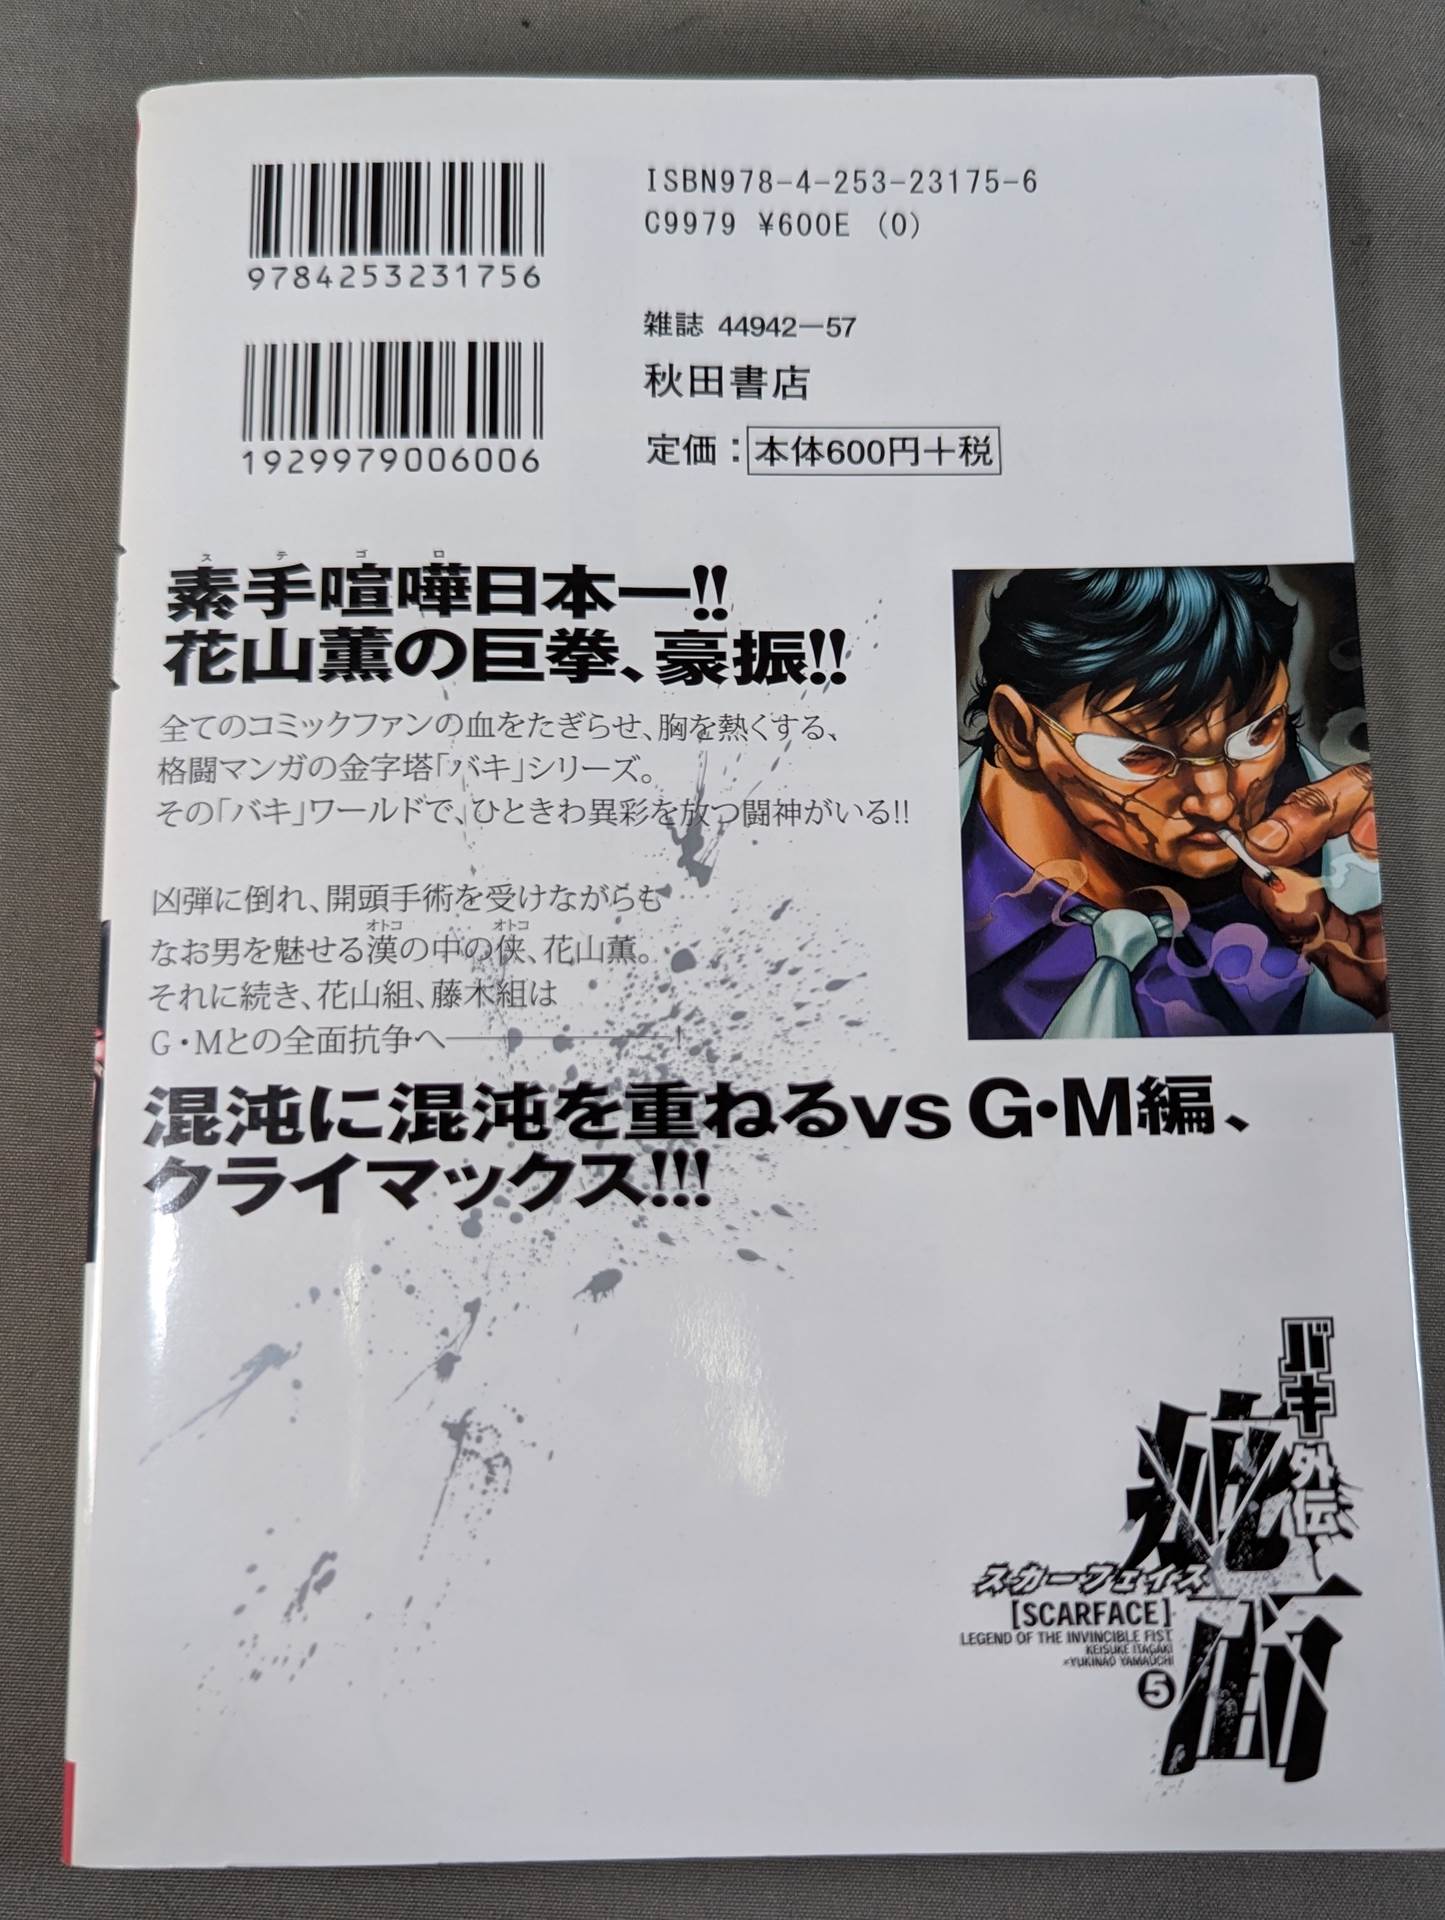 ISBN978-4-253-23175-6
C9979 ¥600E (0)
9784253231756
雑誌 44942-57
秋田書店
定価：本体600円+税
1929979006006
ステゴロ
素手喧嘩日本一!!
花山薫の巨拳、豪振!!
全てのコミックファンの血をたぎらせ、胸を熱くする、
格闘マンガの金字塔「バキ」シリーズ。
その「バキ」ワールドで、ひときわ異彩を放つ闘神がいる!!
凶弾に倒れ、開頭手術を受けながらも
オトコ オトコ
なお男を魅せる漢の中の侠、花山薫。
それに続き、花山組、藤木組は
G・Mとの全面抗争へ――――――!
混沌に混沌を重ねるvs G・M編、
クライマックス!!!
バキ外伝
疵面
スカーフェイス
[SCARFACE]
LEGEND OF THE INVINCIBLE FIST
KEISUKE ITAGAKI
×YUKINAO YAMAUCHI
5